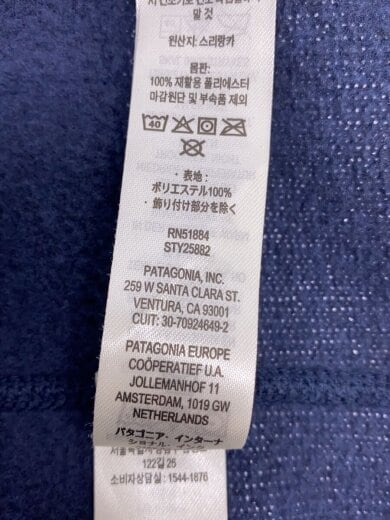 말 것
원산지: 스리랑카
몸판:
100% 재활용 폴리에스터
마감원단 및 부속품 제외
40
・表地:
ポリエステル100%
・飾り付け部分を除く
RN51884
STY25882
PATAGONIA, INC.
259 W SANTA CLARA ST.
VENTURA, CA 93001
CUIT: 30-70924649-2
PATAGONIA EUROPE
COÖPERATIEF U.A.
JOLLEMANHOF 11
AMSTERDAM, 1019 GW
NETHERLANDS
パタゴニア・インターナ
122길 26
소비자상담실: 1544-1876